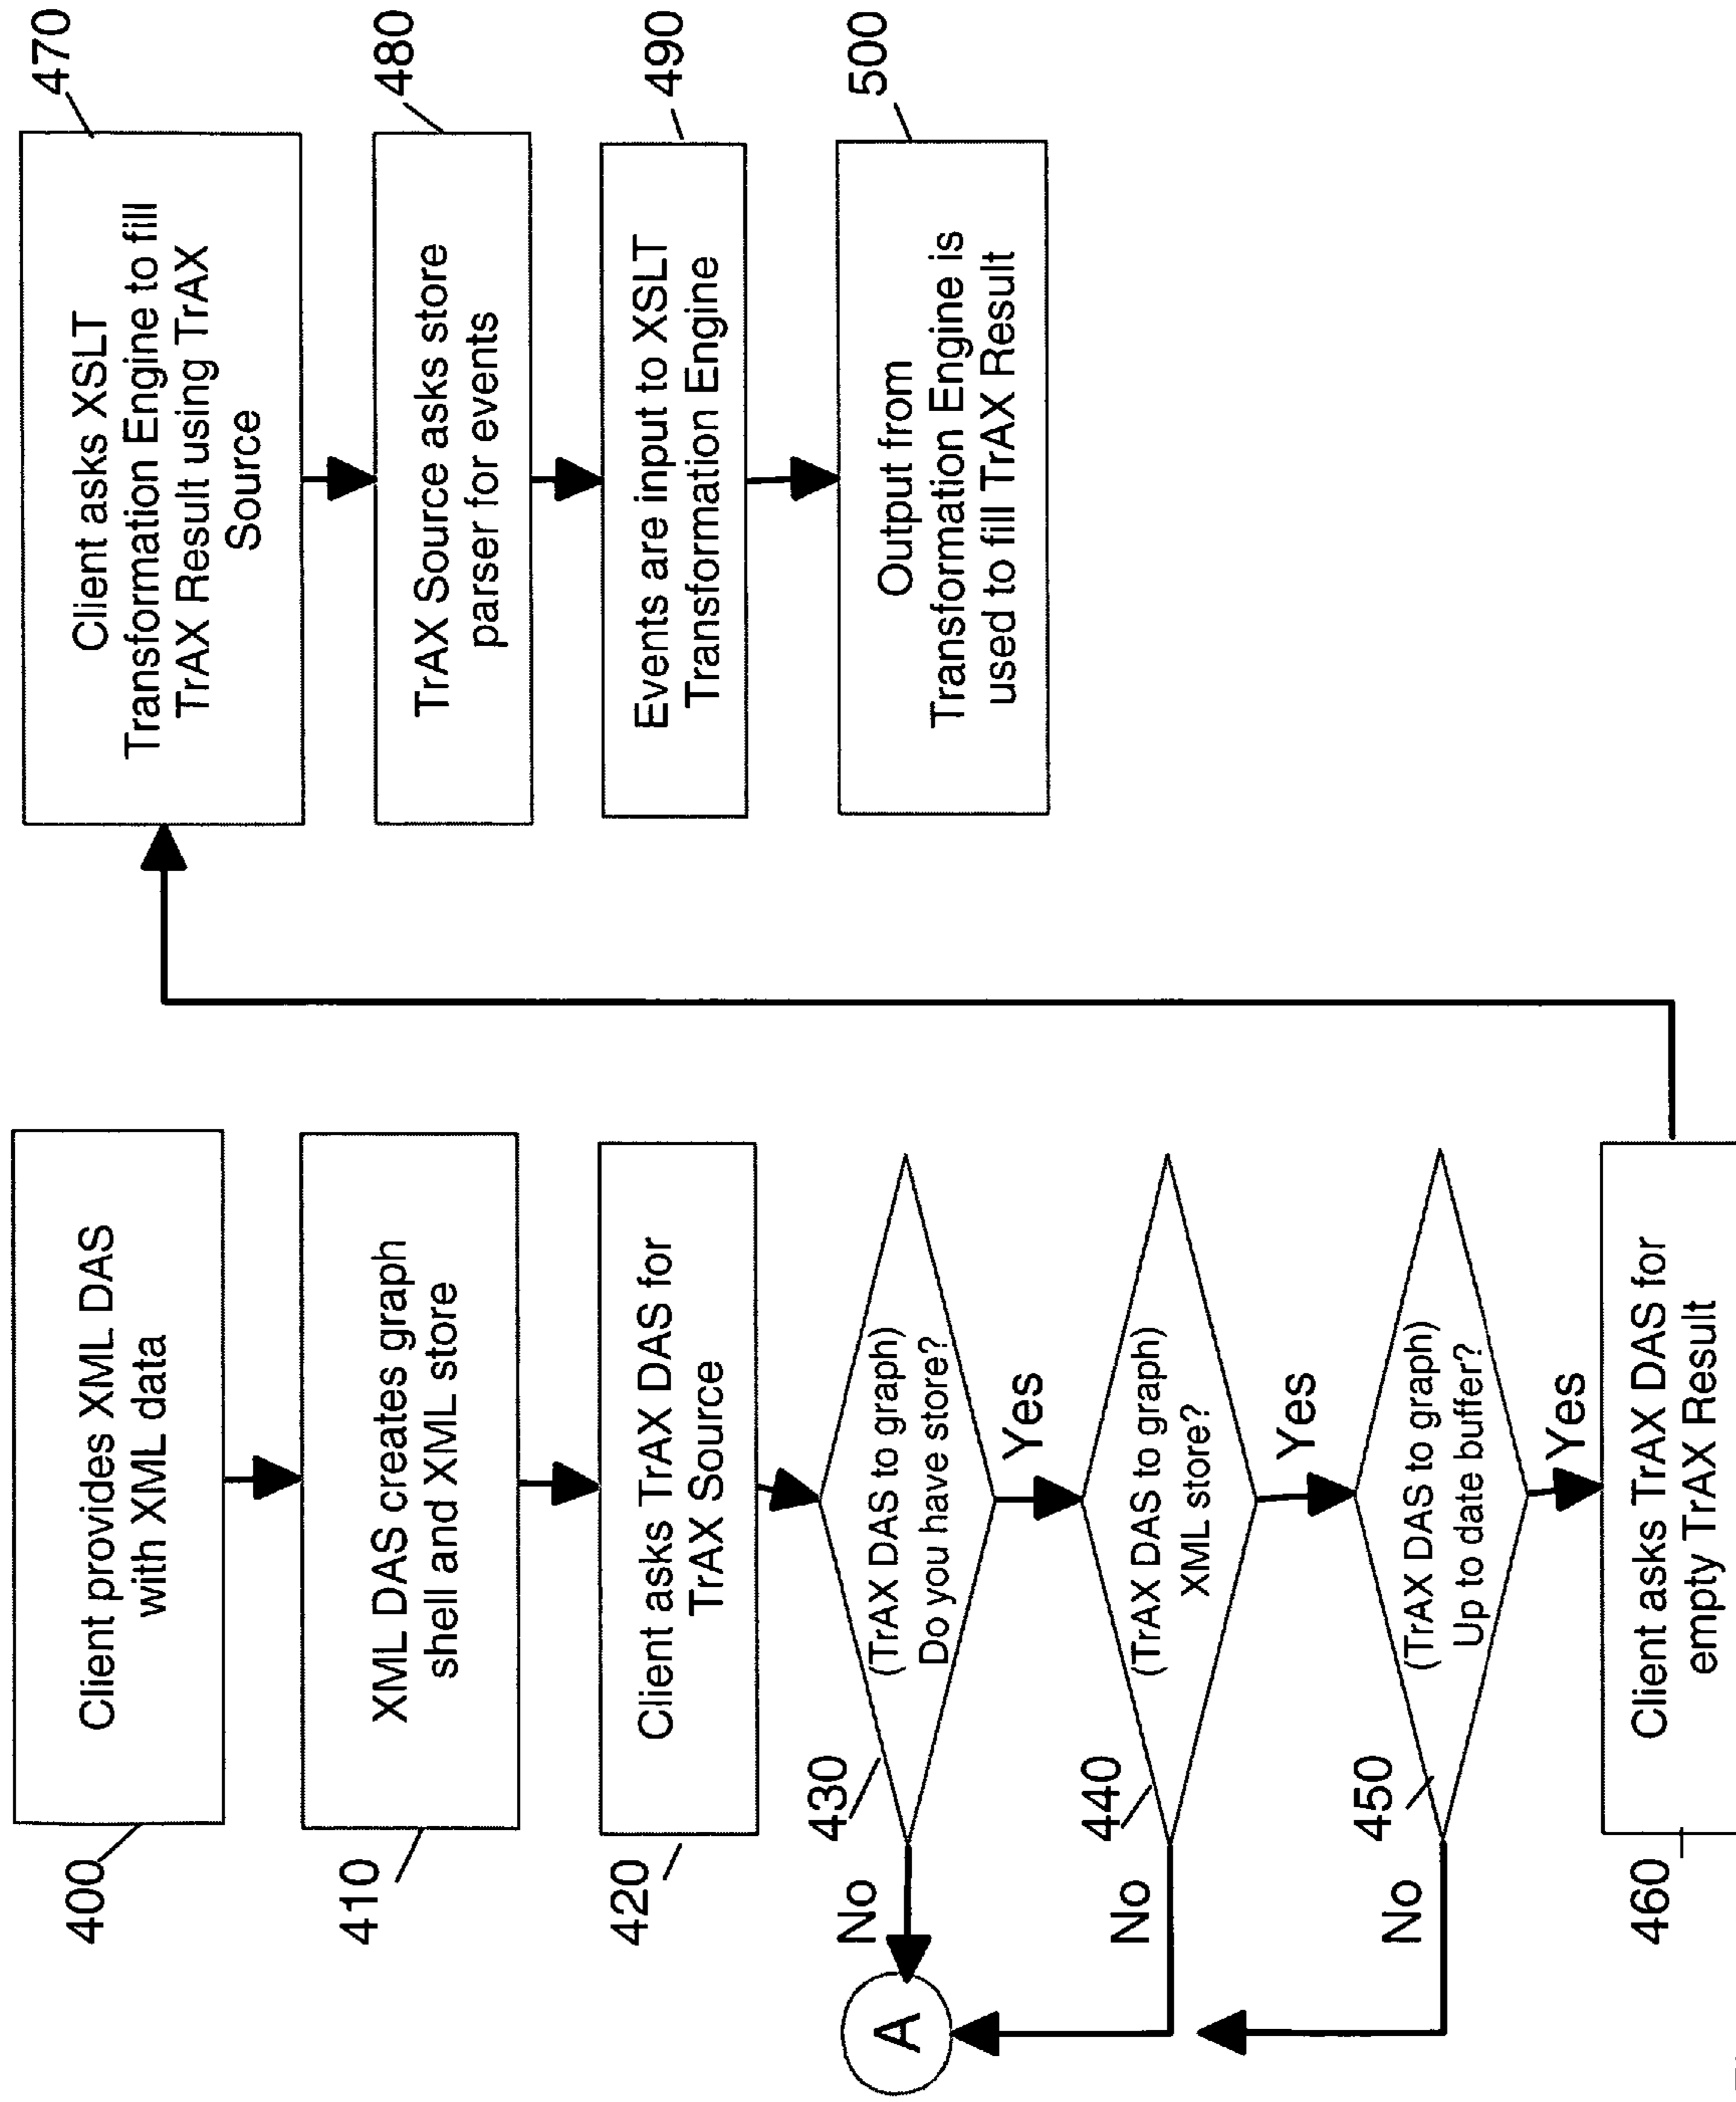 400
Client provides XML DAS
with XML data
410
XML DAS creates graph
shell and XML store
420
Client asks TrAX DAS for
TrAX Source
430
(TrAX DAS to graph)
Do you have store?
No
A
Yes
440
(TrAX DAS to graph)
XML store?
No
Yes
450
(TrAX DAS to graph)
Up to date buffer?
No
Yes
460
Client asks TrAX DAS for
empty TrAX Result
470
Client asks XSLT
Transformation Engine to fill
TrAX Result using TrAX
Source
480
TrAX Source asks store
parser for events
490
Events are input to XSLT
Transformation Engine
500
Output from
Transformation Engine is
used to fill TrAX Result